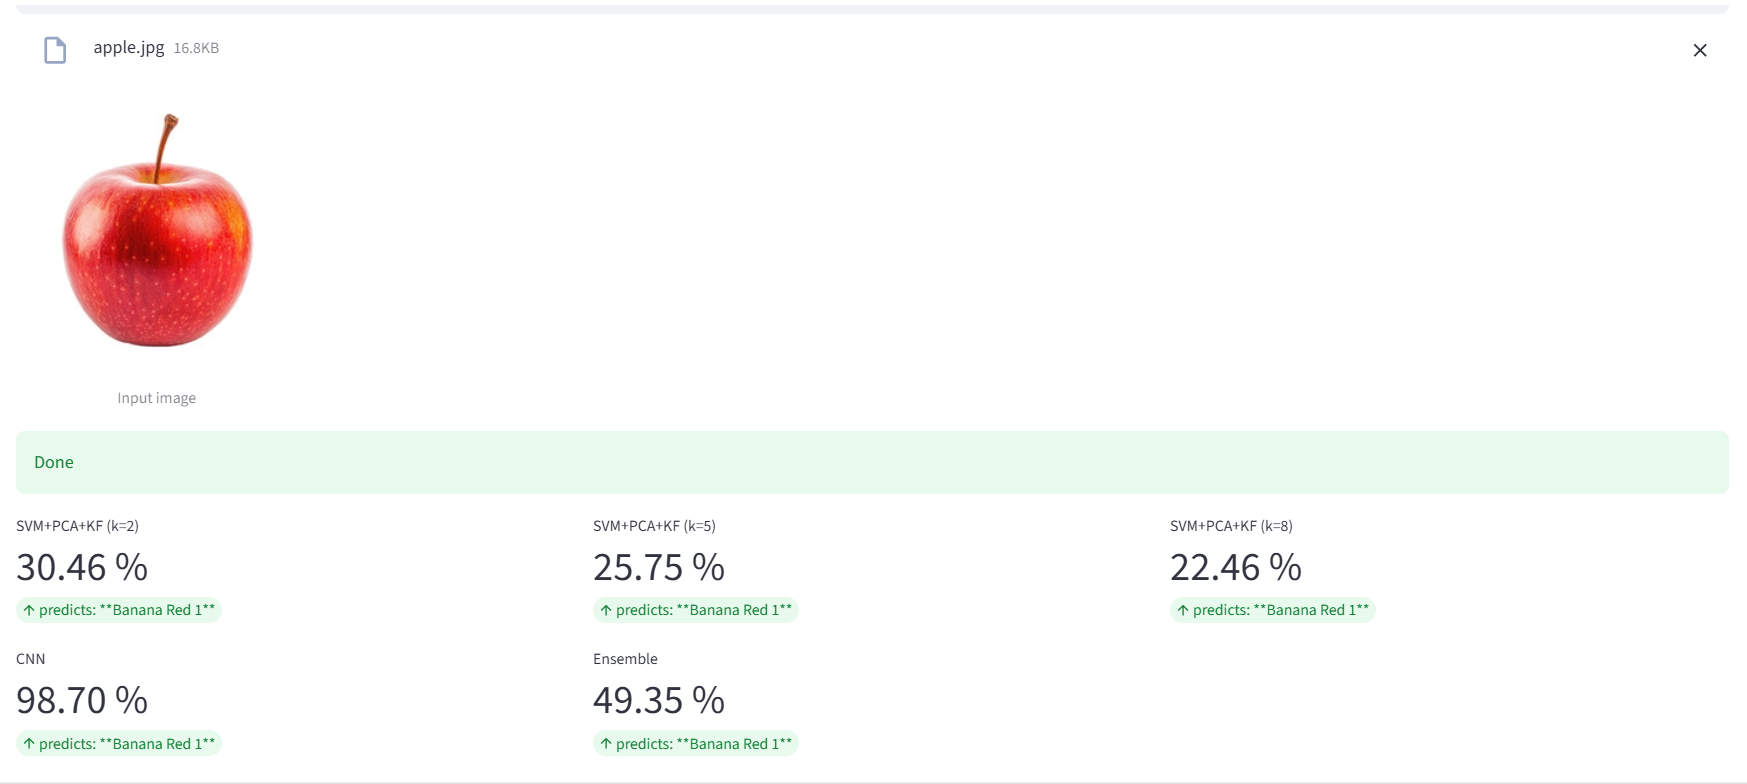 apple.jpg 16.8KB
Input image
Done
SVM+PCA+KF (k=2) SVM+PCA+KF (k=5) SVM+PCA+KF (k=8)
30.46 % 25.75 % 22.46 %
↑ predicts: **Banana Red 1** ↑ predicts: **Banana Red 1** ↑ predicts: **Banana Red 1**
CNN Ensemble
98.70 % 49.35 %
↑ predicts: **Banana Red 1** ↑ predicts: **Banana Red 1**